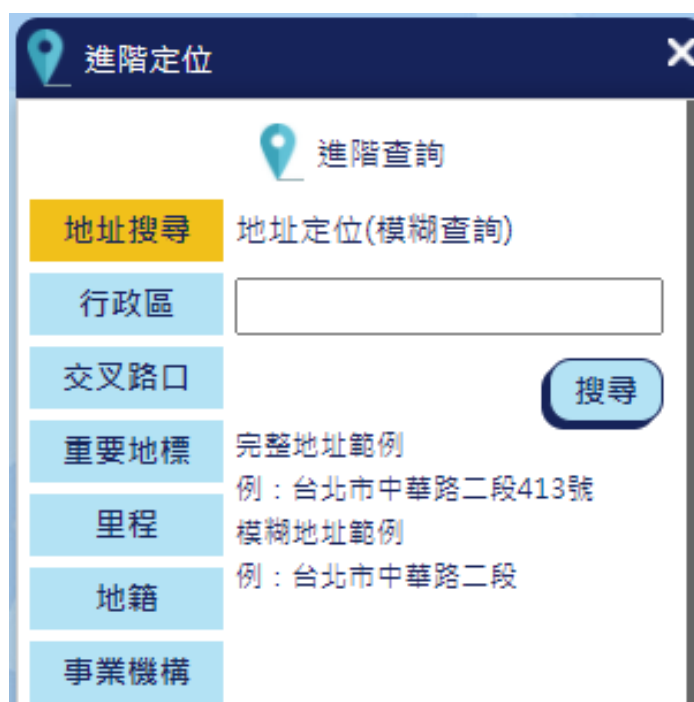 進階定位
進階查詢
地址搜尋
地址定位(模糊查詢)
行政區
交叉路口
搜尋
重要地標
完整地址範例
例：台北市中華路二段413號
里程
模糊地址範例
例：台北市中華路二段
地籍
事業機構